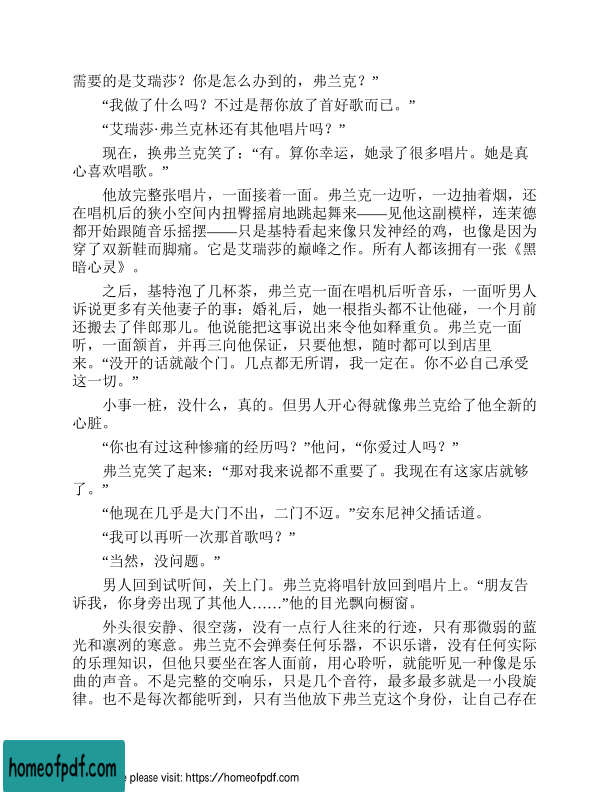 需要的是艾瑞莎？你是怎么办到的，弗兰克？”
“我做了什么吗？不过是帮你放了首好歌而已。”
“艾瑞莎·弗兰克林还有其他唱片吗？”
现在，换弗兰克笑了：“有。算你幸运，她录了很多唱片。她是真
心喜欢唱歌。”
他放完整张唱片，一面接着一面。弗兰克一边听，一边抽着烟，还
在唱机后的狭小空间内扭臀摇肩地跳起舞来——见他这副模样，连茉德
都开始跟随音乐摇摆——只是基特看起来像只发神经的鸡，也像是因为
穿了双新鞋而脚痛。它是艾瑞莎的巅峰之作。所有人都该拥有一张《黑
暗心灵》。
之后，基特泡了几杯茶，弗兰克一面在唱机后听音乐，一面听男人
诉说更多有关他妻子的事：婚礼后，她一根指头都不让他碰，一个月前
还搬去了伴郎那儿。他说能把这事说出来令他如释重负。弗兰克一面
听，一面颔首，并再三向他保证，只要他想，随时都可以到店里
来。“没开的话就敲个门。几点都无所谓，我一定在。你不必自己承受
这一切。”
小事一桩，没什么，真的。但男人开心得就像弗兰克给了他全新的
心脏。
“你也有过这种惨痛的经历吗？”他问，“你爱过人吗？”
弗兰克笑了起来：“那对我来说都不重要了。我现在有这家店就够
了。”
“他现在几乎是大门不出，二门不迈。”安东尼神父插话道。
“我可以再听一次那首歌吗？”
“当然，没问题。”
男人回到试听间，关上门。弗兰克将唱针放回到唱片上。“朋友告
诉我，你身旁出现了其他人……”他的目光飘向橱窗。
外头很安静、很空荡，没有一点行人往来的行迹，只有那微弱的蓝
光和凛冽的寒意。弗兰克不会弹奏任何乐器，不识乐谱，没有任何实际
的乐理知识，但他只要坐在客人面前，用心聆听，就能听见一种像是乐
曲的声音。不是完整的交响乐，只是几个音符，最多最多就是一小段旋
律。也不是每次都能听到，只有当他放下弗兰克这个身份，让自己存在
homeofpdf.com
e please visit: https://homeofpdf.com